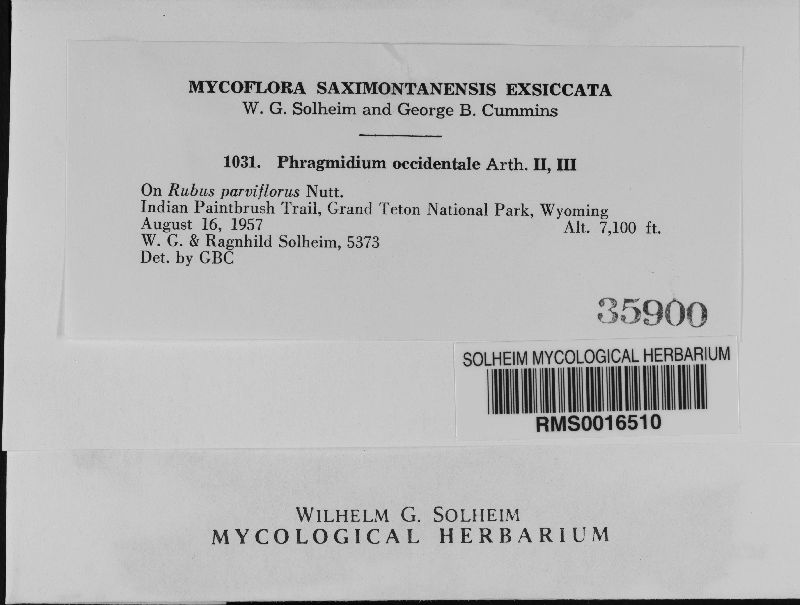 MYCOFLORA SAXIMONTANENSIS EXSICCATA
W. G. Solheim and George B. Cummins
1031. Phragmidium occidentale Arth. II, III
On Rubus parviflorus Nutt.
Indian Paintbrush Trail, Grand Teton National Park, Wyoming
August 16, 1957 Alt. 7,100 ft.
W. G. & Ragnhild Solheim, 5373
Det. by GBC
35900
SOLHEIM MYCOLOGICAL HERBARIUM
RMS0016510
WILHELM G. SOLHEIM
MYCOLOGICAL HERBARIUM